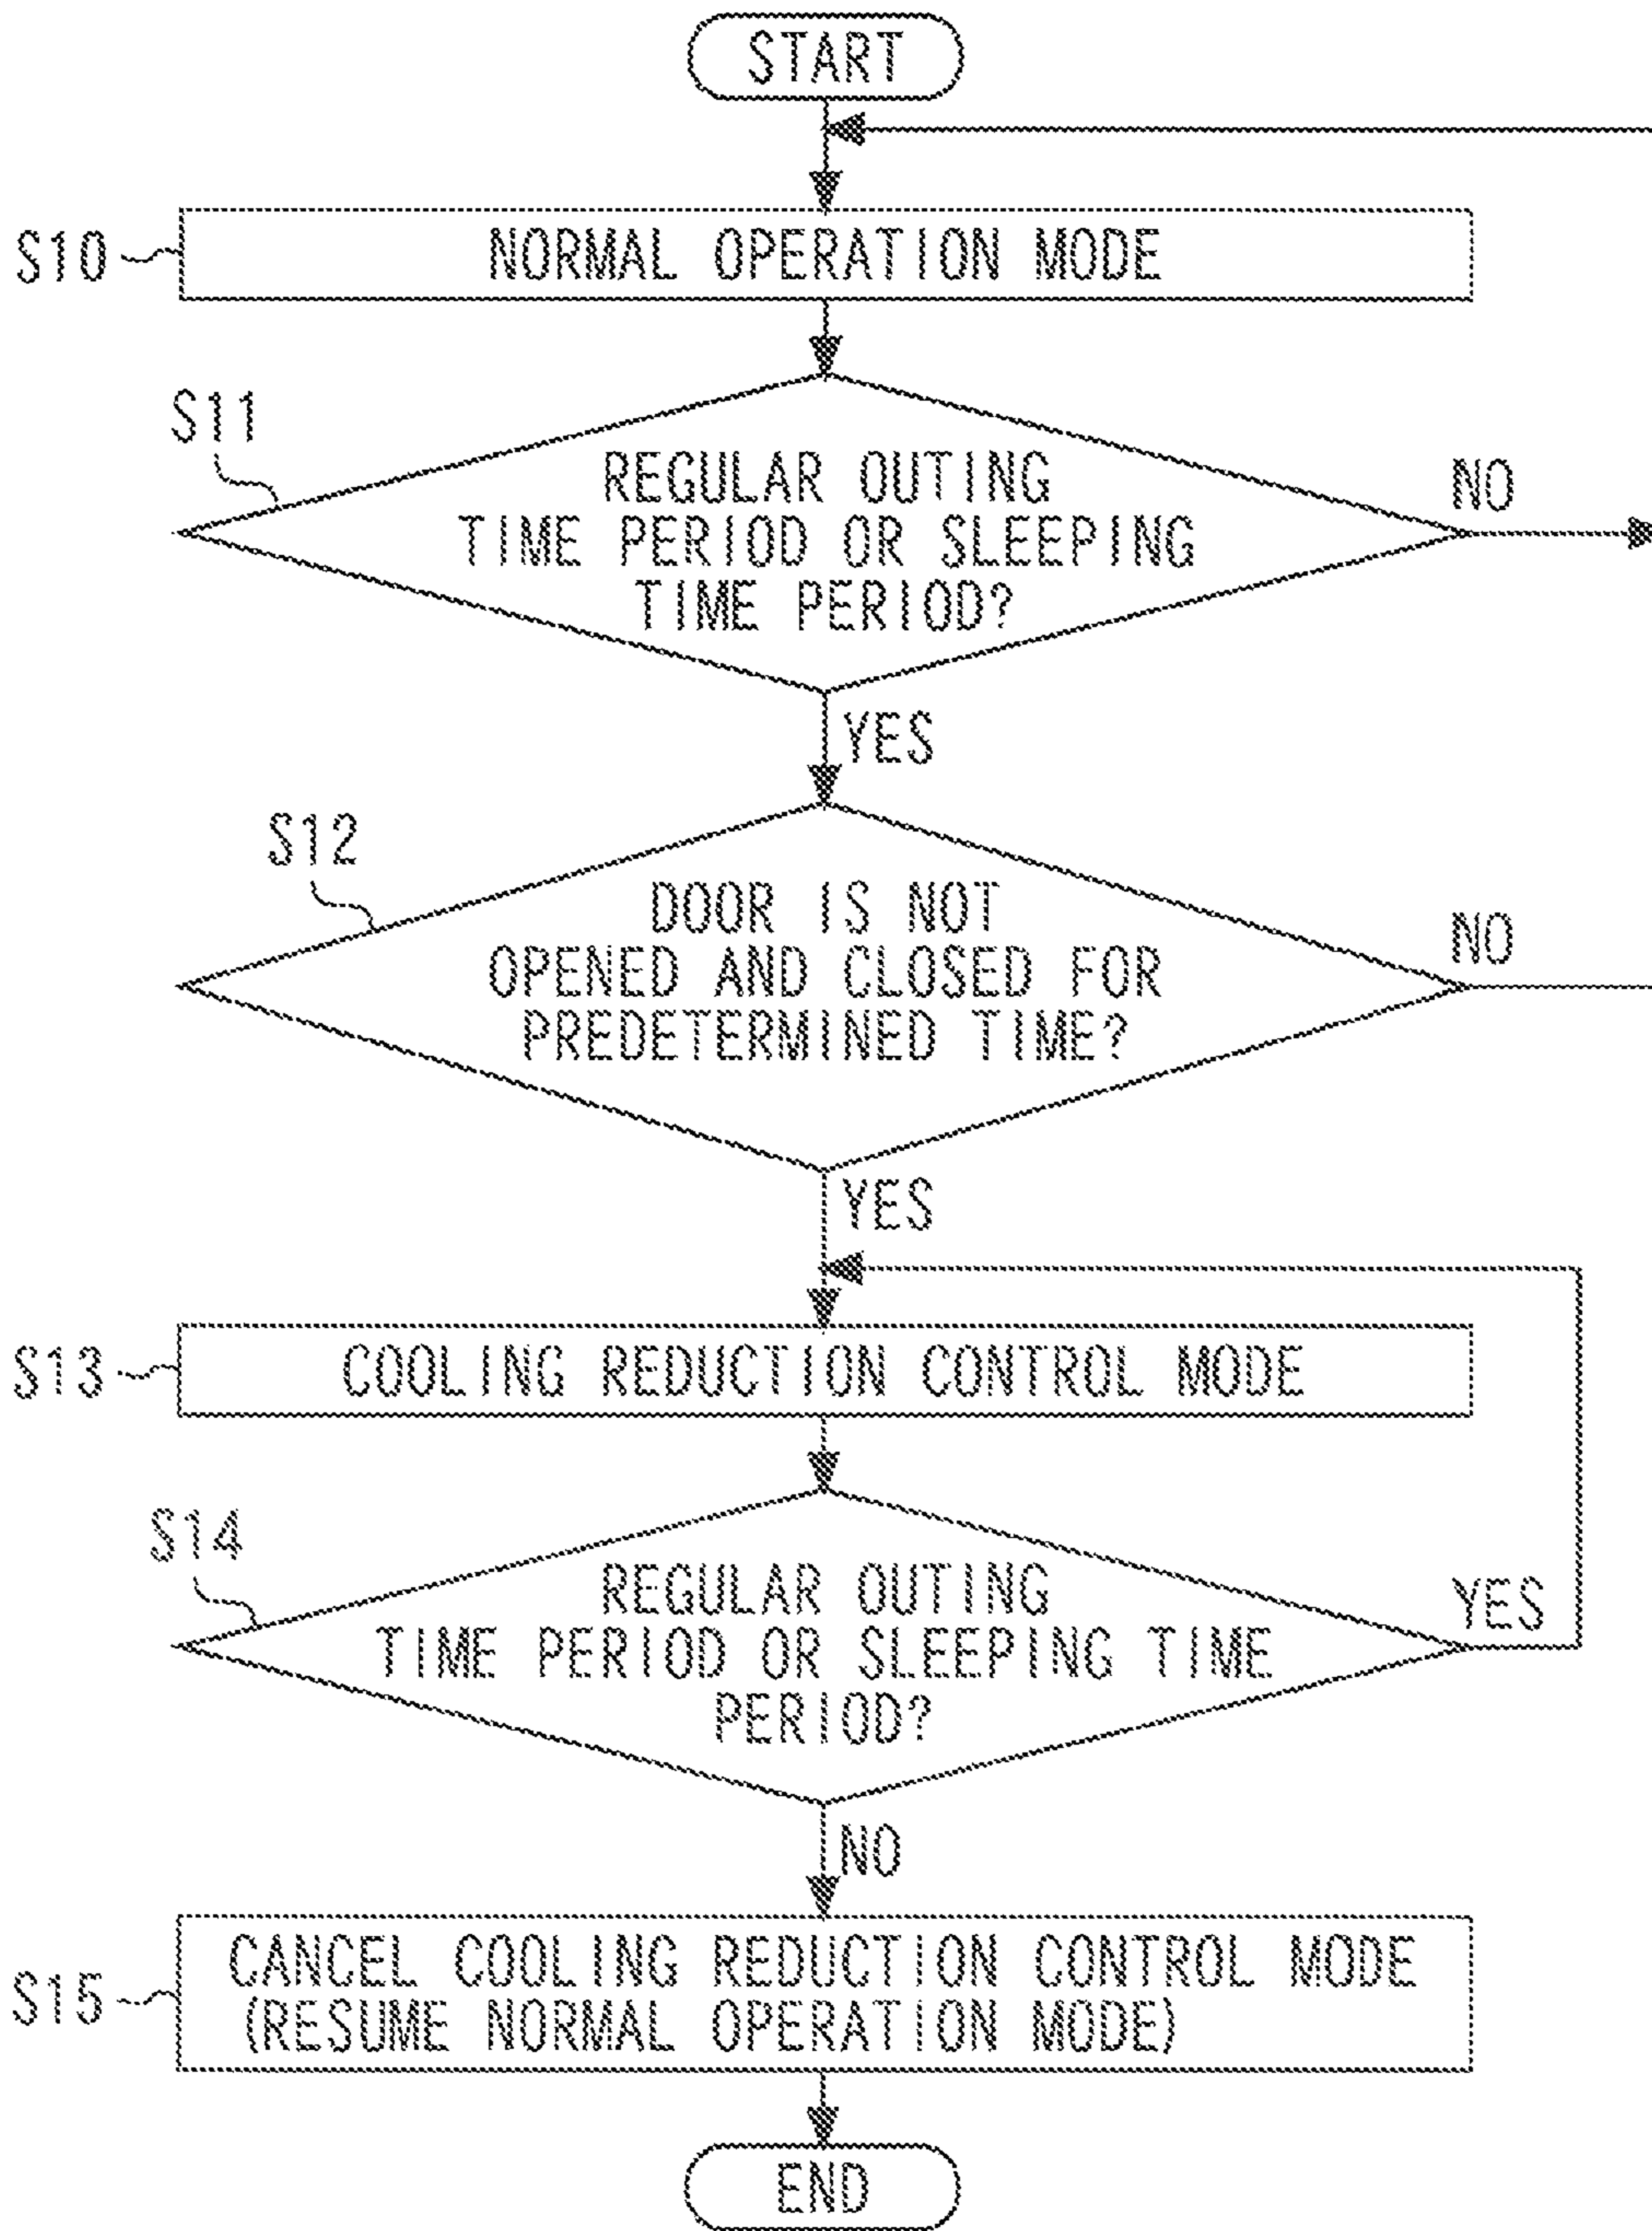 START
S10
NORMAL OPERATION MODE
S11
REGULAR OUTING
TIME PERIOD OR SLEEPING
TIME PERIOD?
NO
YES
S12
DOOR IS NOT
OPENED AND CLOSED FOR
PREDETERMINED TIME?
NO
YES
S13
COOLING REDUCTION CONTROL MODE
S14
REGULAR OUTING
TIME PERIOD OR SLEEPING TIME
PERIOD?
YES
NO
S15
CANCEL COOLING REDUCTION CONTROL MODE
(RESUME NORMAL OPERATION MODE)
END